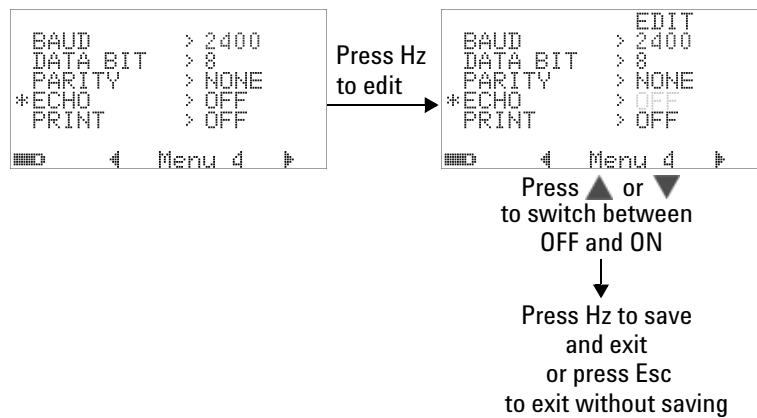 BAUD > 2400
DATA BIT > 8
PARITY > NONE
*ECHO > OFF
PRINT > OFF
Menu 4
Press Hz
to edit
EDIT
BAUD > 2400
DATA BIT > 8
PARITY > NONE
*ECHO > OFF
PRINT > OFF
Menu 4
Press ▲ or ▼
to switch between
OFF and ON
Press Hz to save
and exit
or press Esc
to exit without saving